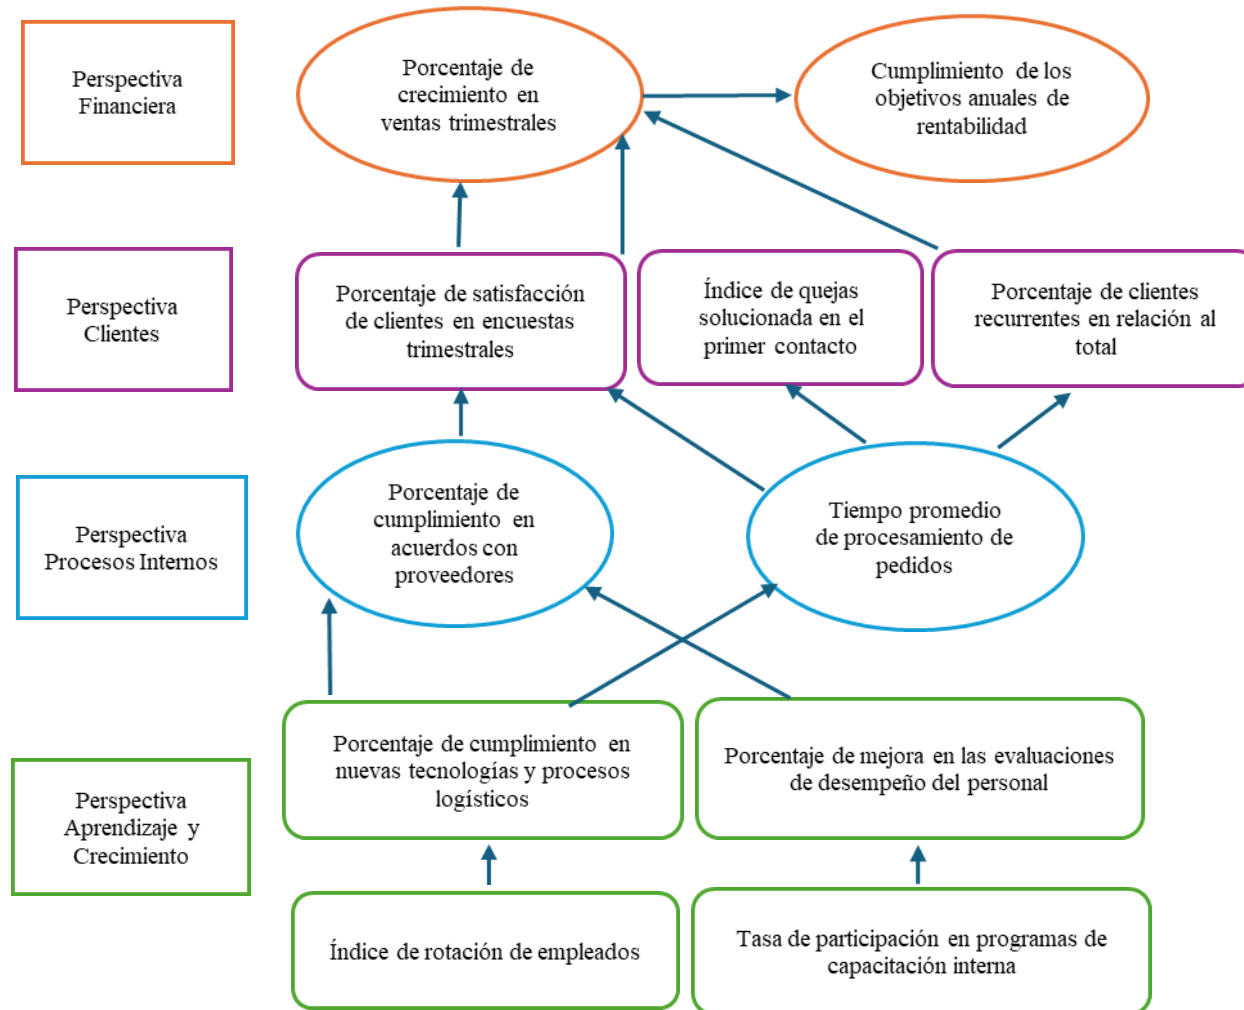 Perspectiva
Financiera
Porcentaje de
crecimiento en
ventas trimestrales
Cumplimiento de los
objetivos anuales de
rentabilidad
Perspectiva
Clientes
Porcentaje de satisfacción
de clientes en encuestas
trimestrales
Índice de quejas
solucionada en el
primer contacto
Porcentaje de clientes
recurrentes en relación al
total
Perspectiva
Procesos Internos
Porcentaje de
cumplimiento en
acuerdos con
proveedores
Tiempo promedio
de procesamiento de
pedidos
Perspectiva
Aprendizaje y
Crecimiento
Porcentaje de cumplimiento en
nuevas tecnologías y procesos
logísticos
Porcentaje de mejora en las evaluaciones
de desempeño del personal
Índice de rotación de empleados
Tasa de participación en programas de
capacitación interna